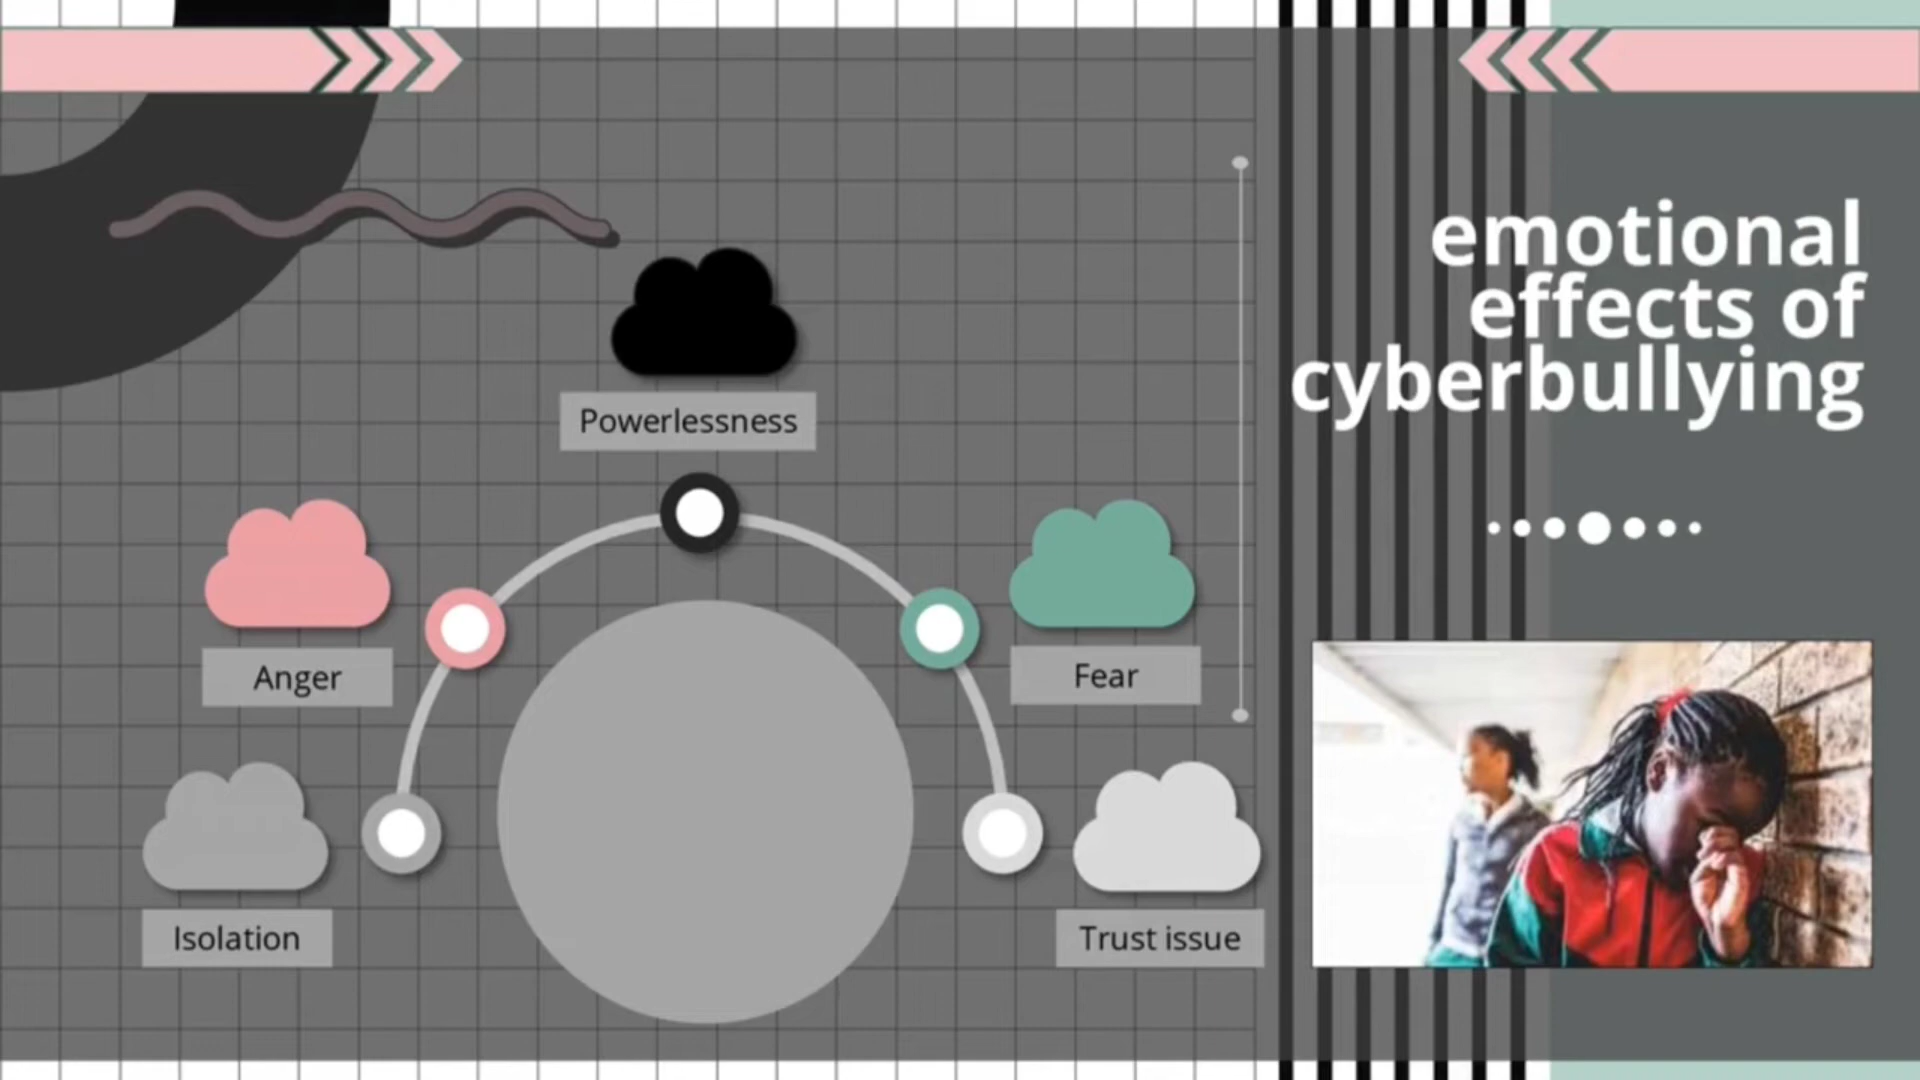 emotional
effects of
cyberbullying
Powerlessness
Anger
Fear
Isolation
Trust issue